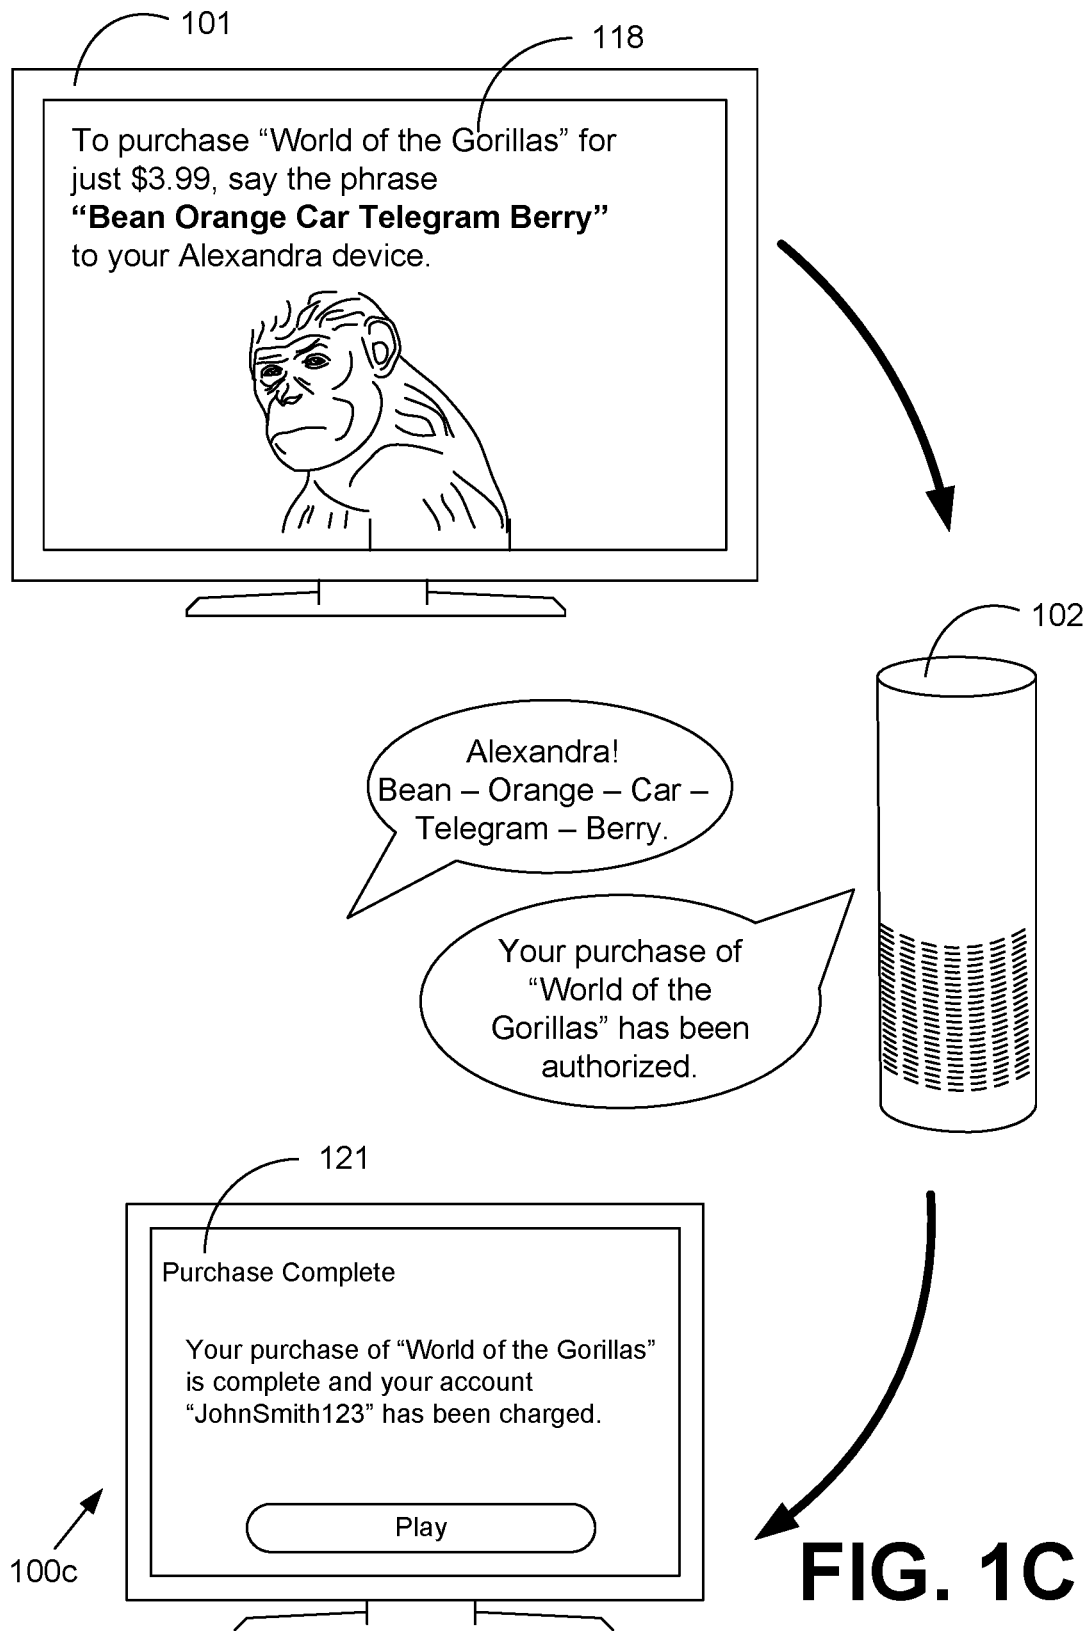 101
118
To purchase “World of the Gorillas” for
just $3.99, say the phrase
“Bean Orange Car Telegram Berry”
to your Alexandra device.
102
Alexandra!
Bean – Orange – Car –
Telegram – Berry.
Your purchase of
“World of the
Gorillas” has been
authorized.
121
Purchase Complete
Your purchase of “World of the Gorillas”
is complete and your account
“JohnSmith123” has been charged.
Play
100c
FIG. 1C